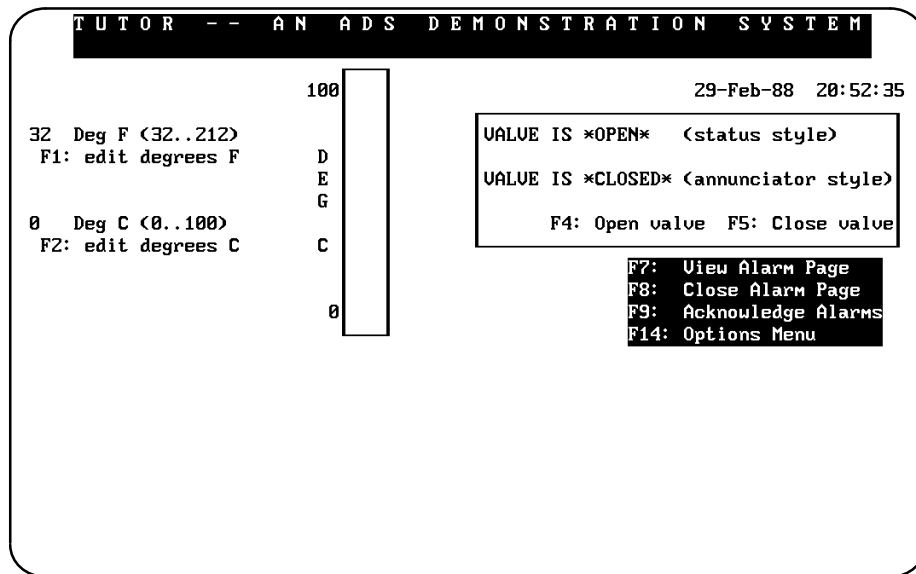 TUTOR -- AN ADS DEMONSTRATION SYSTEM
100
29-Feb-88 20:52:35
32 Deg F (32..212)
F1: edit degrees F
0 Deg C (0..100)
F2: edit degrees C
D
E
G
C
0
VALVE IS *OPEN* (status style)
VALVE IS *CLOSED* (annunciator style)
F4: Open valve F5: Close valve
F7: View Alarm Page
F8: Close Alarm Page
F9: Acknowledge Alarms
F14: Options Menu